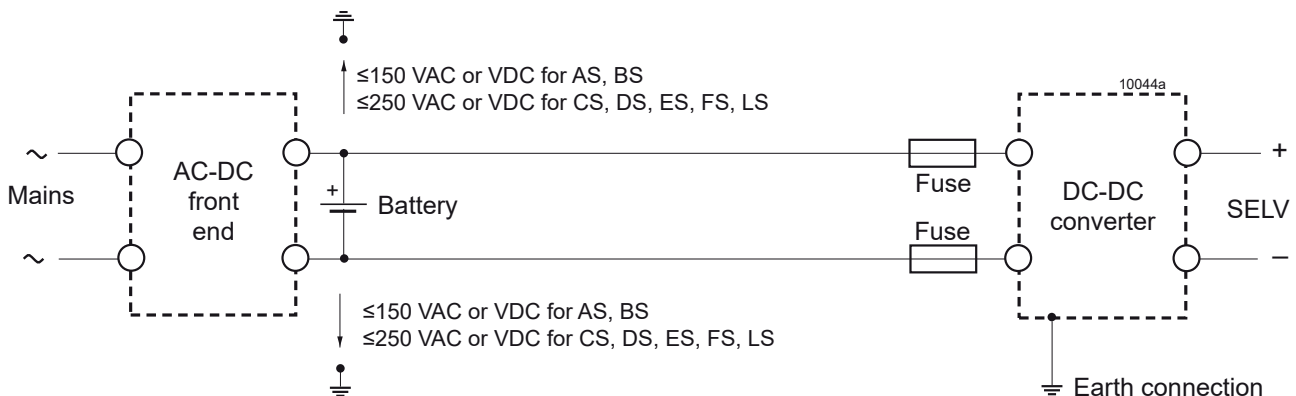 ≤150 VAC or VDC for AS, BS
≤250 VAC or VDC for CS, DS, ES, FS, LS
10044a
~
Mains
~
AC-DC
front
end
+
Battery
Fuse
Fuse
DC-DC
converter
+
SELV
–
≤150 VAC or VDC for AS, BS
≤250 VAC or VDC for CS, DS, ES, FS, LS
Earth connection